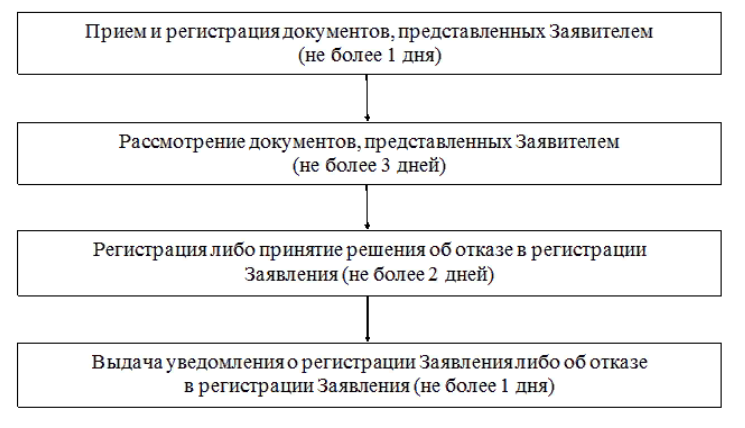 Прием и регистрация документов, представленных Заявителем
(не более 1 дня)
Рассмотрение документов, представленных Заявителем
(не более 3 дней)
Регистрация либо принятие решения об отказе в регистрации
Заявления (не более 2 дней)
Выдача уведомления о регистрации Заявления либо об отказе
в регистрации Заявления (не более 1 дня)